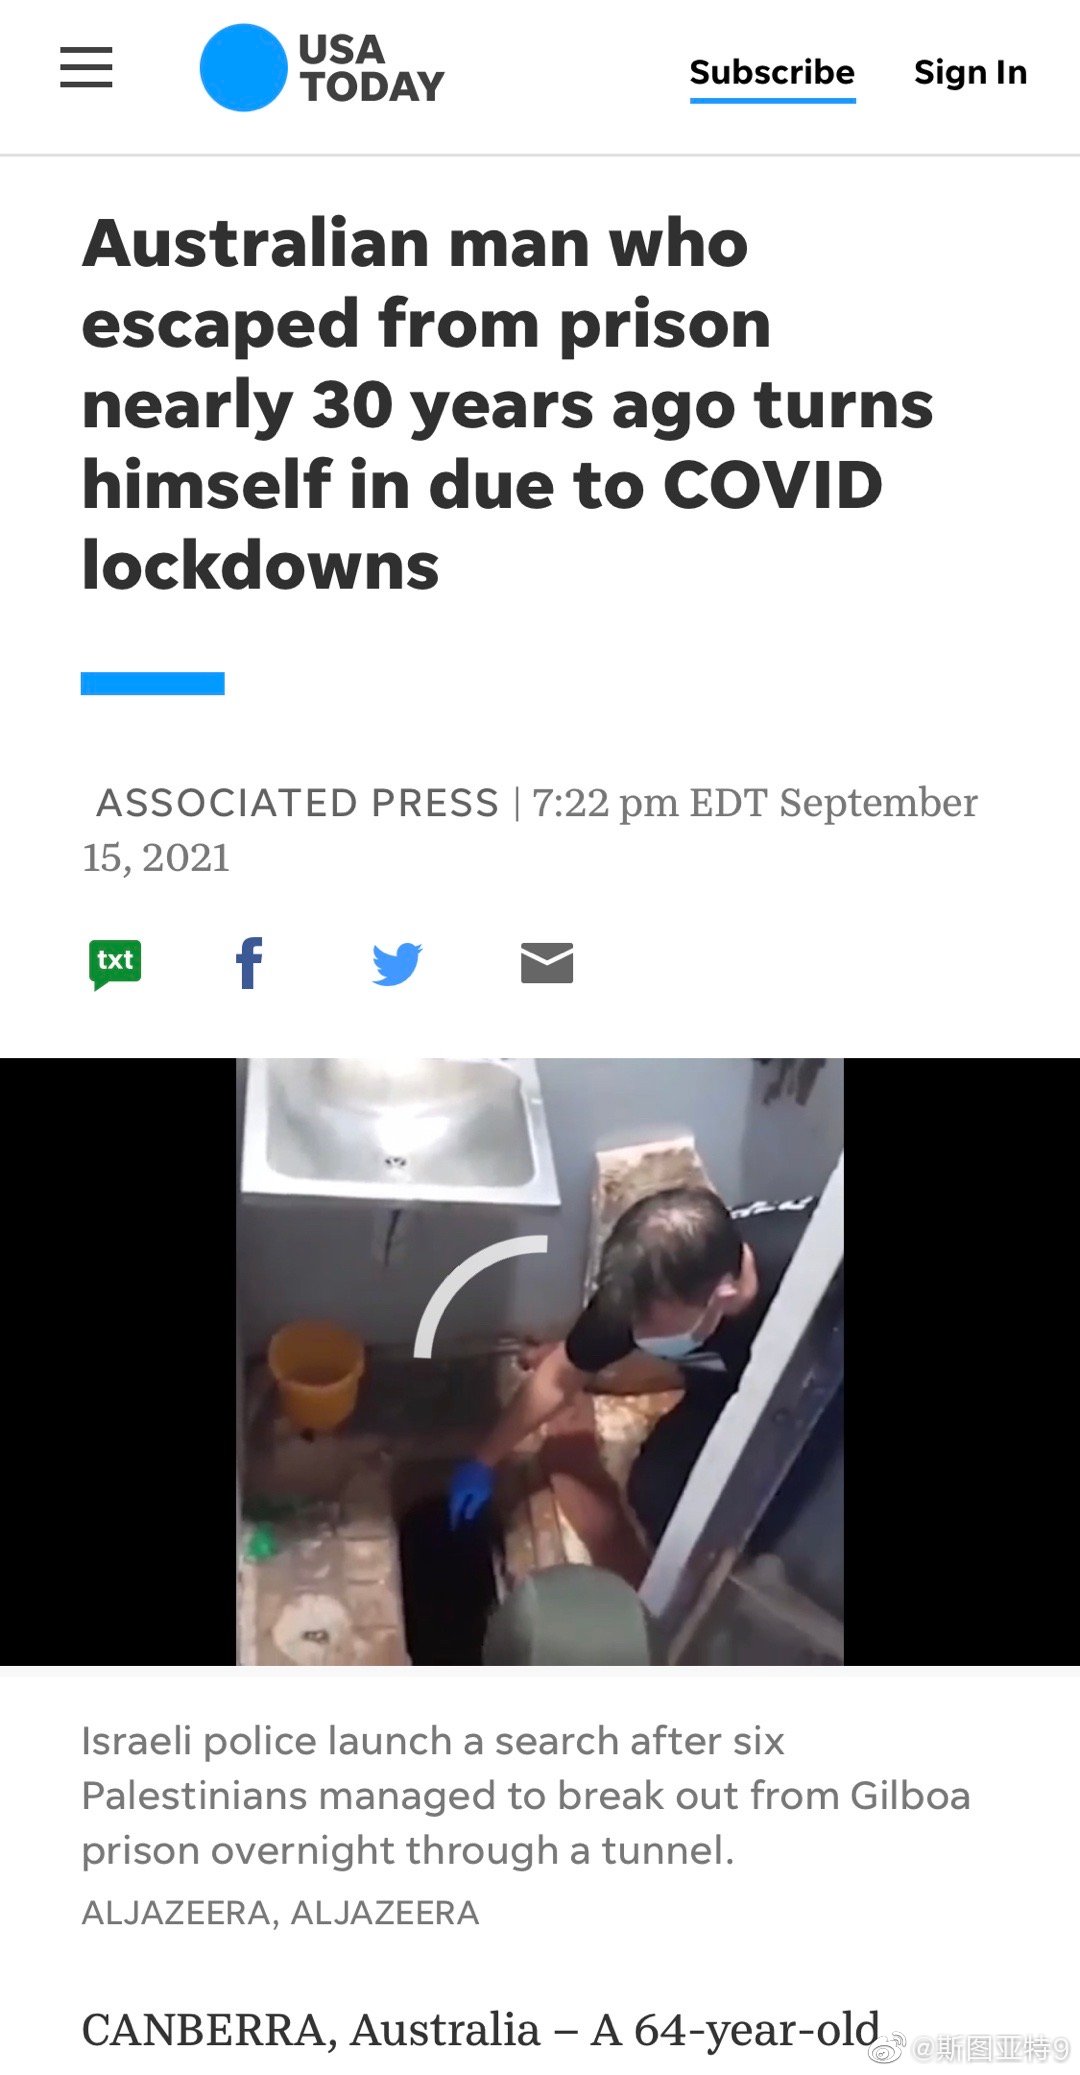 USA
TODAY
Subscribe
Sign In
Australian man who
escaped from prison
nearly 30 years ago turns
himself in due to COVID
lockdowns
ASSOCIATED PRESS | 7:22 pm EDT September
15, 2021
txt
Israeli police launch a search after six
Palestinians managed to break out from Gilboa
prison overnight through a tunnel.
ALJAZEERA, ALJAZEERA
CANBERRA, Australia – A 64-year-old
@斯图亚特9